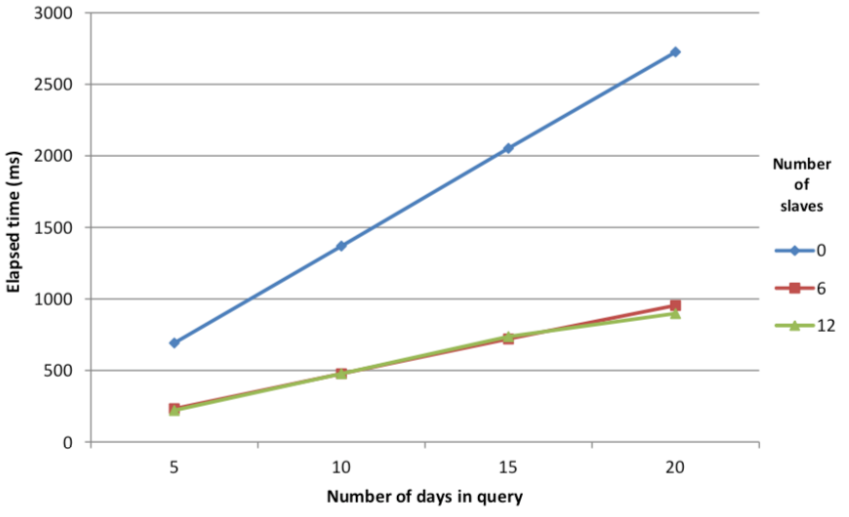 3000
2500
2000
1500
1000
500
0
Elapsed time (ms)
5 10 15 20
Number of days in query
Number
of
slaves
0
6
12